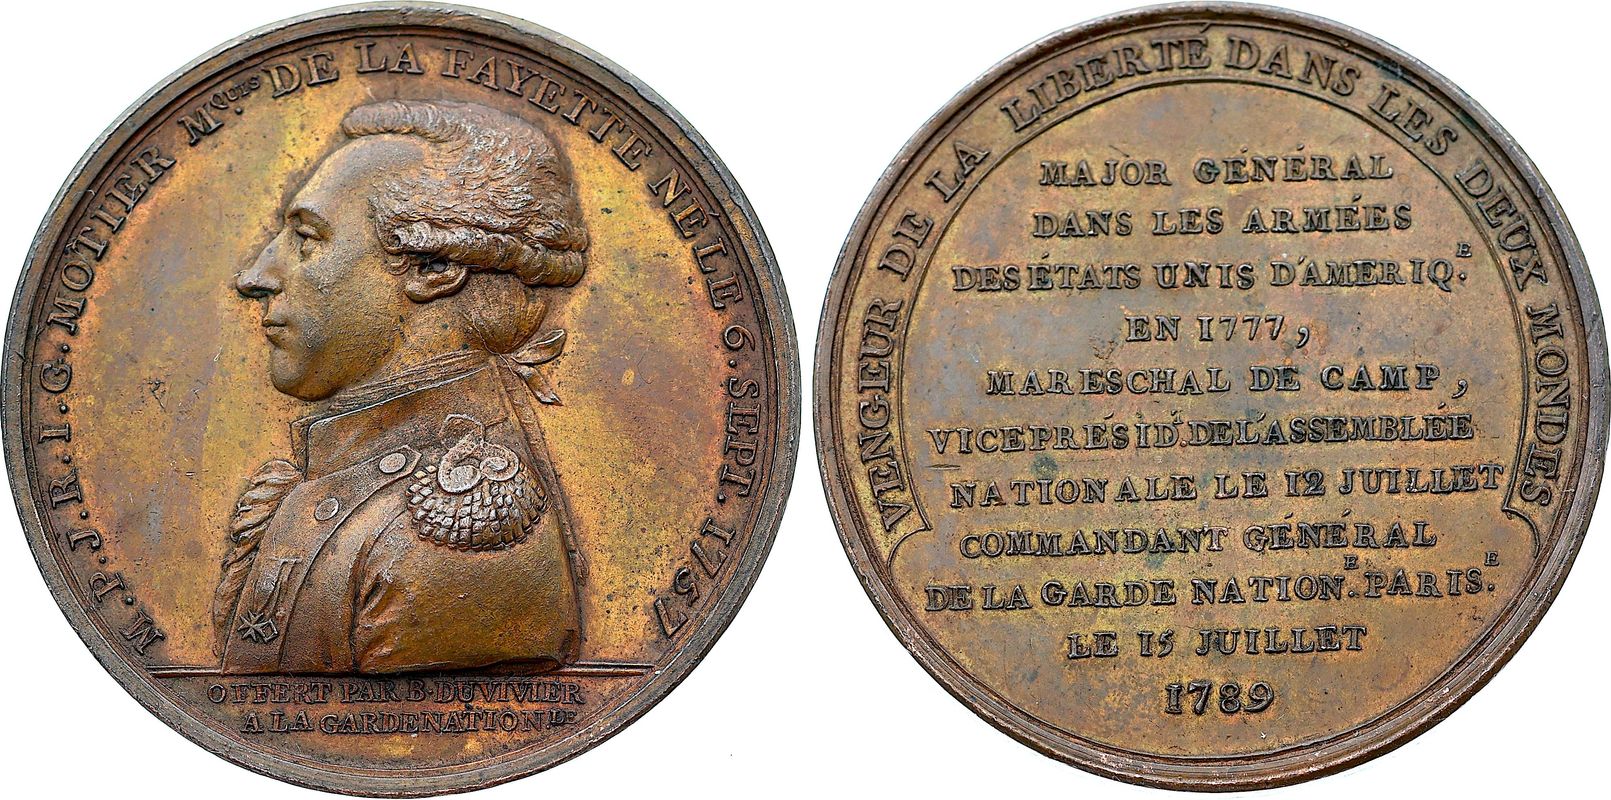 M.P.J.R.I.G. MOTIER M.QUIS DE LA FAYETTE NÉ LE 6. SEPT. 1757
OFFERT PAR B. DUVIVIER
A LA GARDE NATION.LE
VENGEUR DE LA LIBERTÉ DANS LES DEUX MONDES
MAJOR GÉNÉRAL
DANS LES ARMÉES
DES ÉTATS UNIS D'AMERIQ.E
EN 1777,
MARESCHAL DE CAMP,
VICE PRÉSID.T DE L'ASSEMBLÉE
NATIONALE LE 12 JUILLET
COMMANDANT GÉNÉRAL
DE LA GARDE NATION.E PARIS.E
LE 15 JUILLET
1789